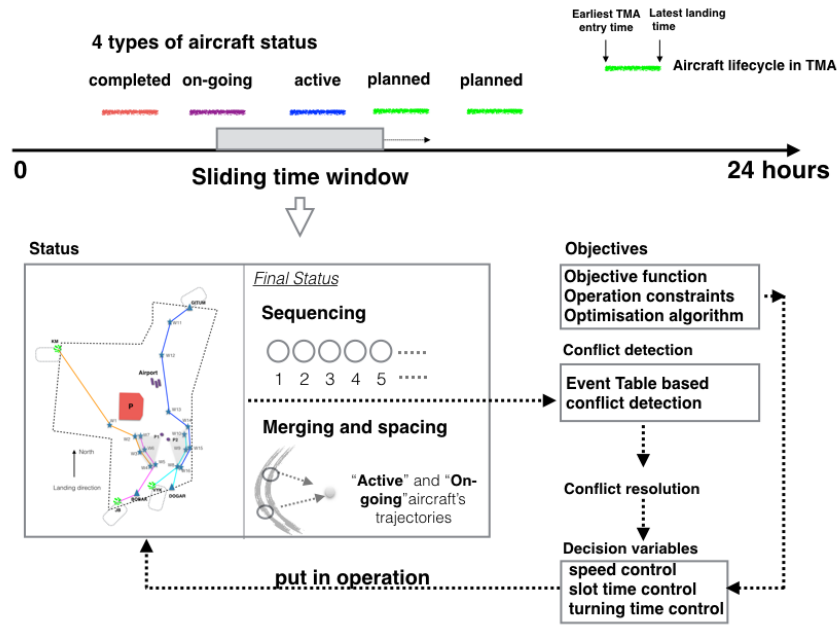 Earliest TMA
entry time
Latest landing
time
4 types of aircraft status
Aircraft lifecycle in TMA
completed
on-going
active
planned
planned
0
Sliding time window
24 hours
Status
Final Status
Sequencing
1 2 3 4 5
Merging and spacing
"Active" and "On-
going"aircraft's
trajectories
KM
Airport
P
North
Landing direction
W11
W12
DOGAR
Objectives
Objective function
Operation constraints
Optimisation algorithm
Conflict detection
Event Table based
conflict detection
Conflict resolution
Decision variables
speed control
slot time control
turning time control
put in operation